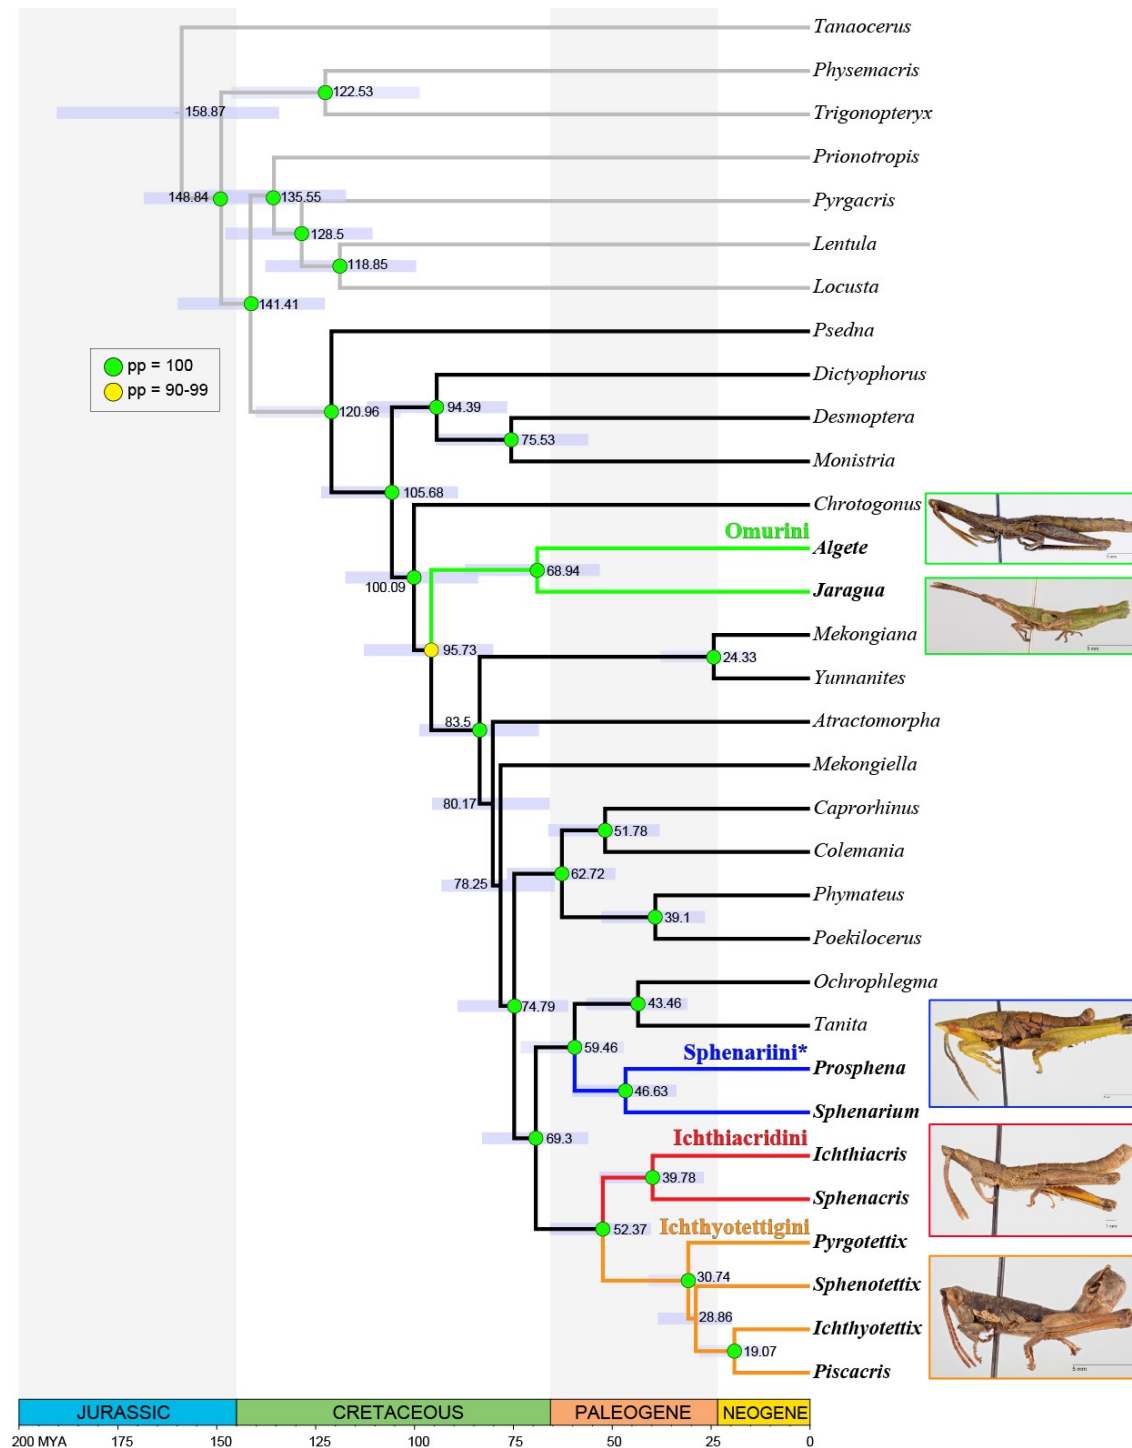 Tanaocerus
Physemacris
122.53
Trigonopteryx
158.87
Prionotropis
148.84
135.55
Pyrgacris
128.5
Lentula
118.85
Locusta
141.41
Psedna
pp = 100
pp = 90-99
Dictyophorus
120.96
94.39
Desmoptera
75.53
Monistria
105.68
Chrotogonus
Omurini
Algete
68.94
100.09
Jaragua
Mekongiana
95.73
24.33
Yunnanites
83.5
Atractomorpha
Mekongiella
80.17
Caprorhinus
51.78
Colemania
62.72
78.25
Phymateus
39.1
Poekilocerus
Ochrophlegma
74.79
43.46
Tanita
59.46
Sphenariini*
Prosphena
46.63
Sphenarium
69.3
Ichthiacridini
Ichthiacris
39.78
Sphenacris
52.37
Ichthyotettigini
Pyrgotettix
30.74
Sphenotettix
28.86
Ichthyotettix
19.07
Piscacris
5 mm
JURASSIC CRETACEOUS PALEOGENE NEOGENE
200 MYA 175 150 125 100 75 50 25 0